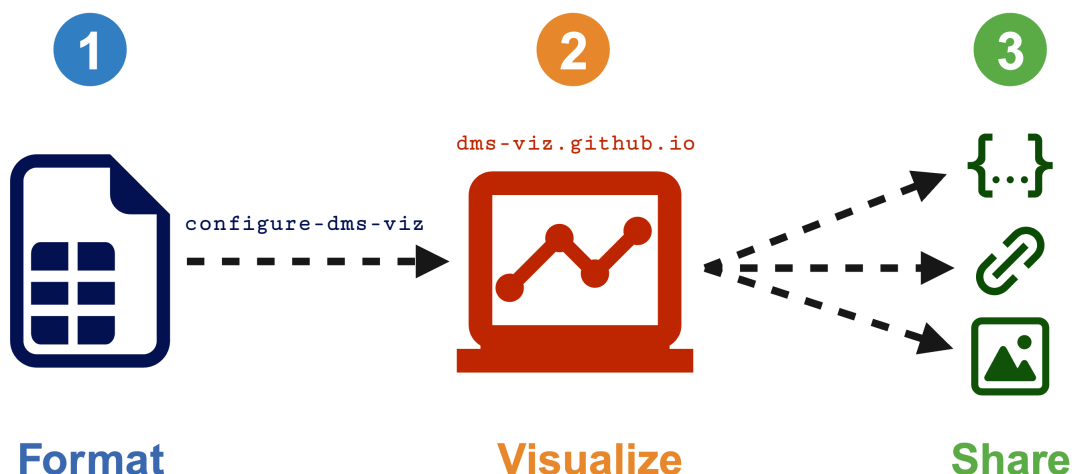 1
2
3
dms-viz.github.io
{...}
configure-dms-viz
Format
Visualize
Share